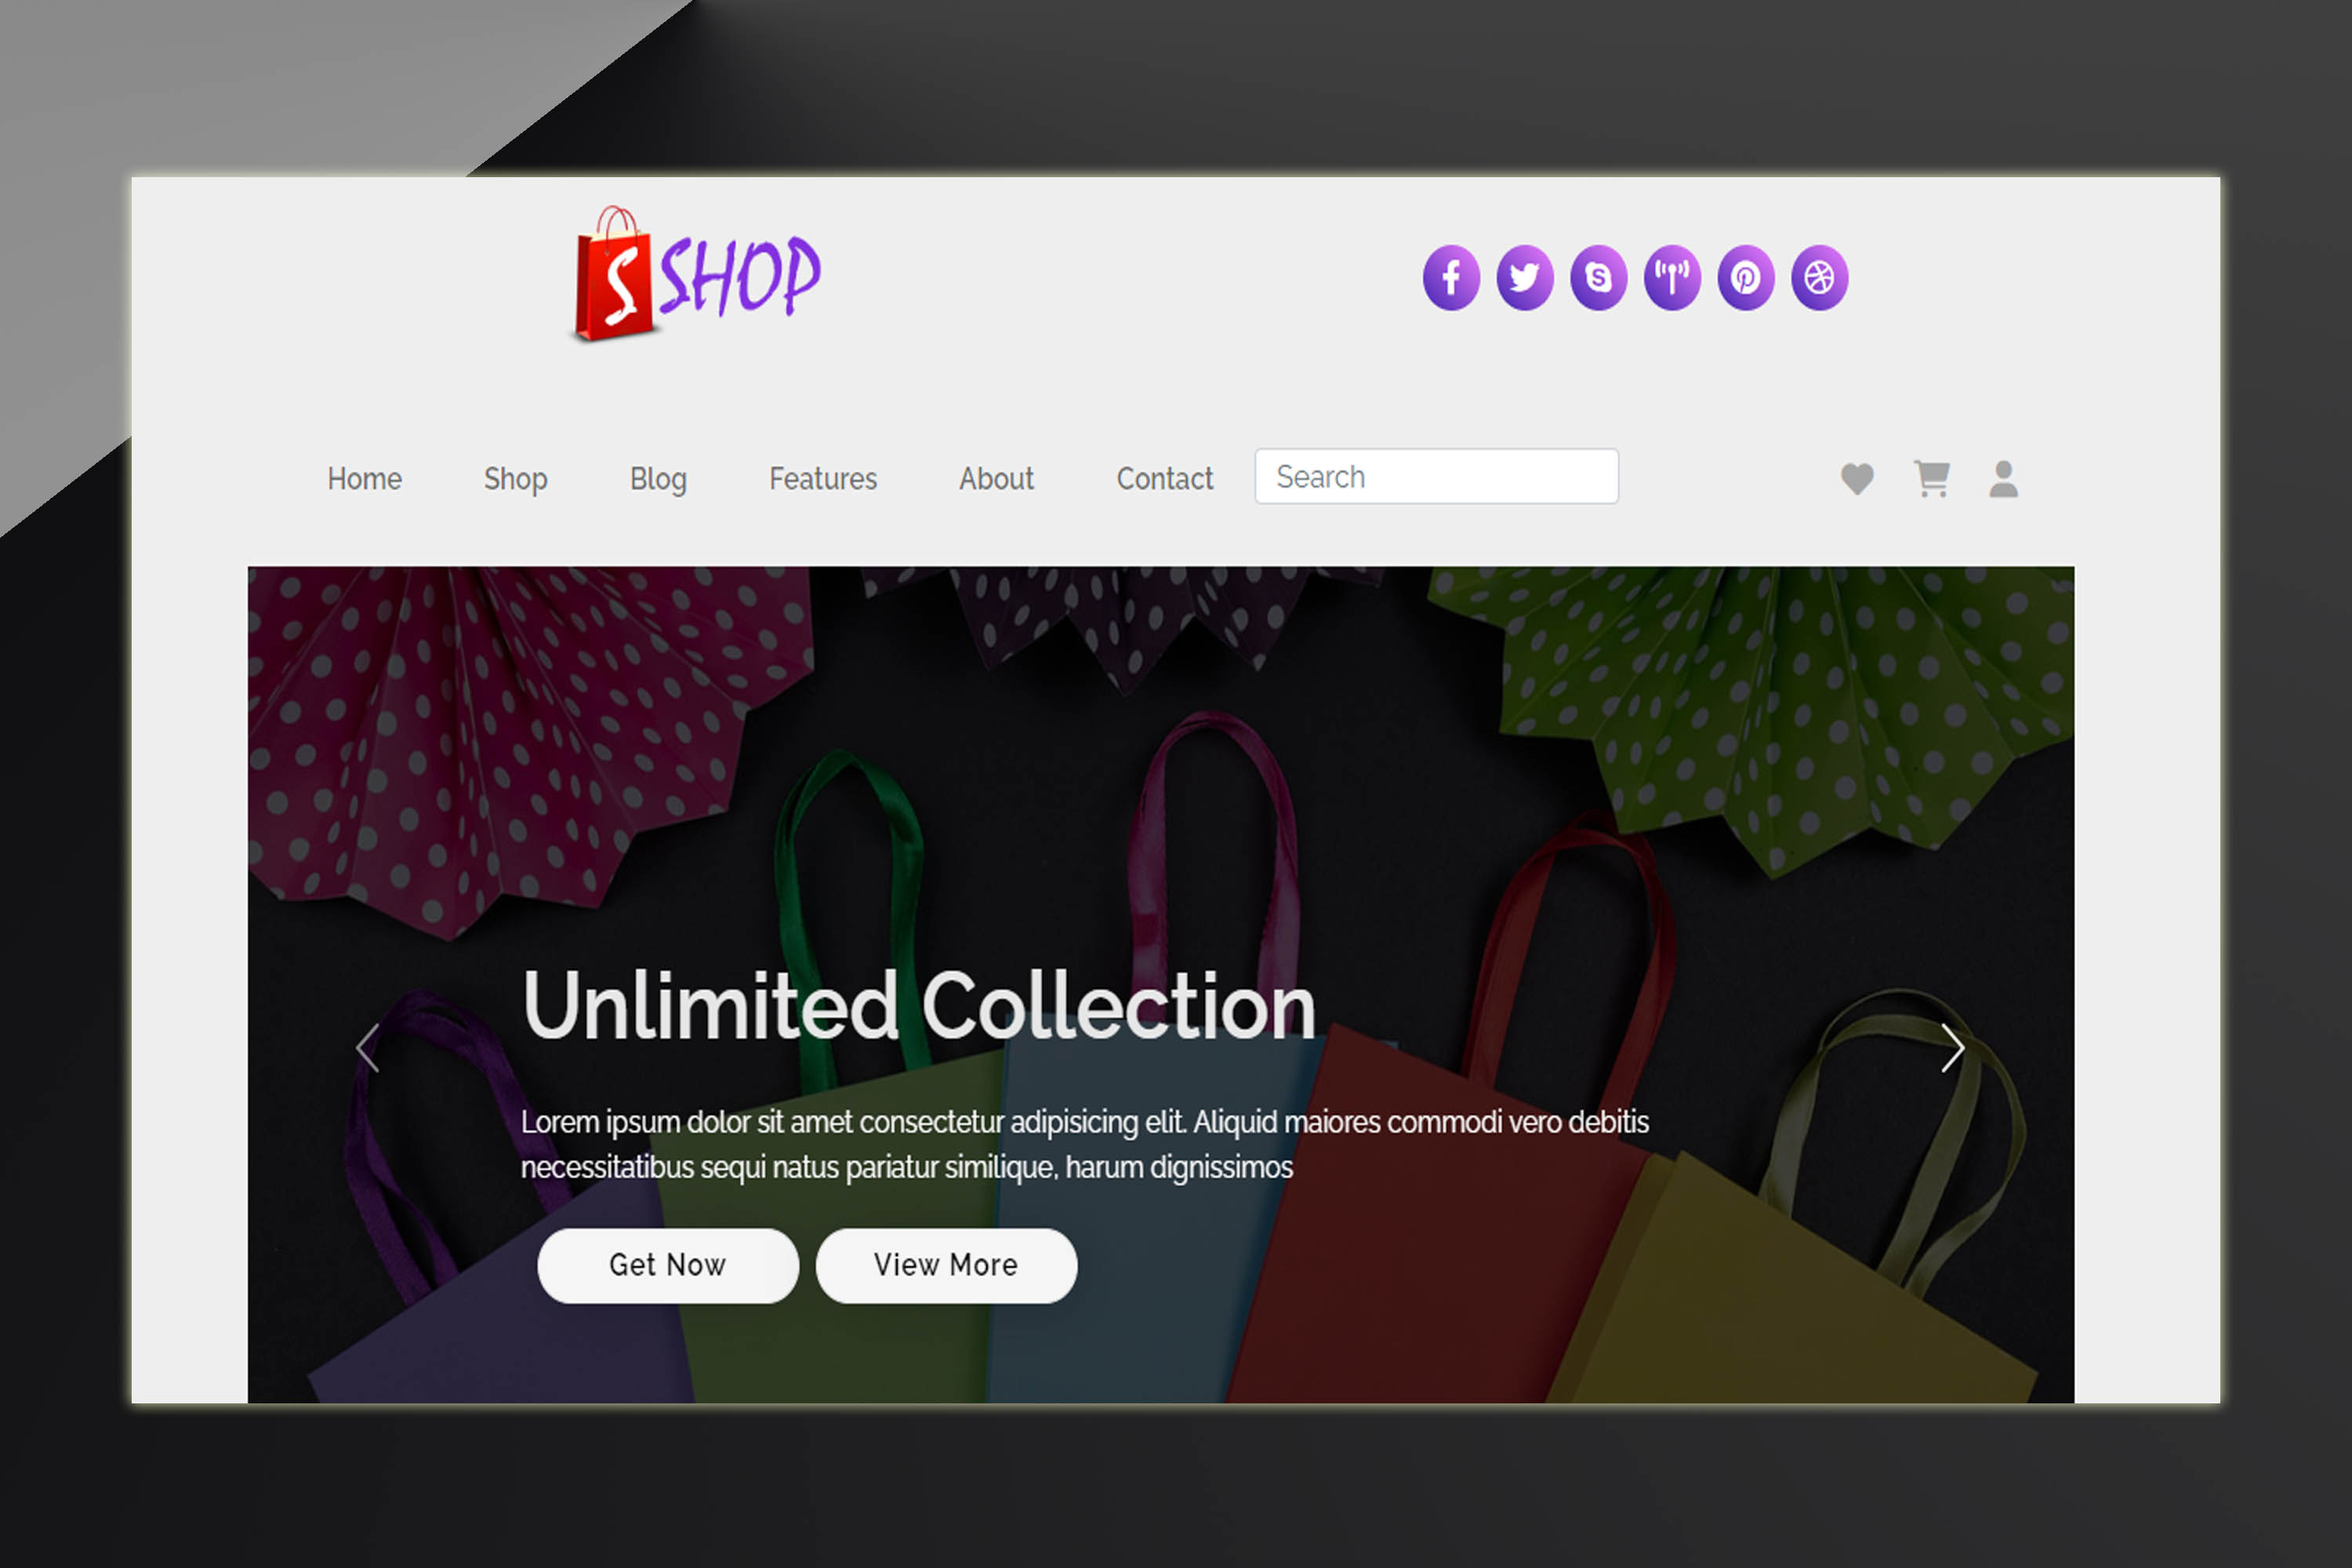 S SHOP
Home Shop Blog Features About Contact Search
Unlimited Collection
Lorem ipsum dolor sit amet consectetur adipisicing elit. Aliquid maiores commodi vero debitis
necessitatibus sequi natus pariatur similique, harum dignissimos
Get Now View More